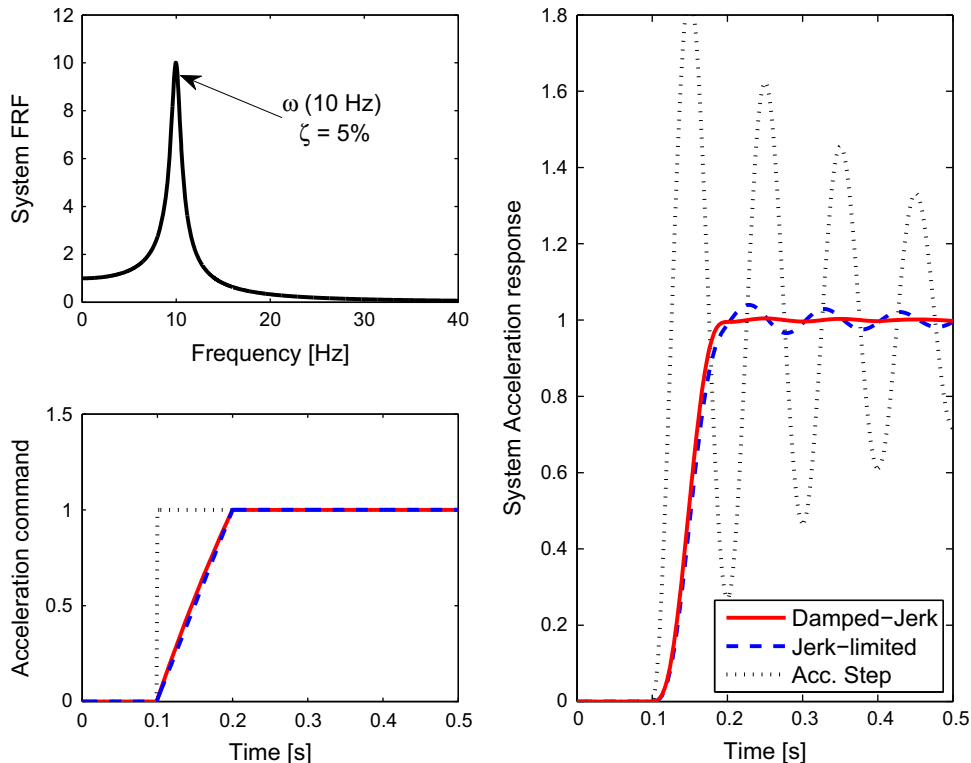 System FRF
12
10
8
6
4
2
0
ω (10 Hz)
ζ = 5%
0 10 20 30 40
Frequency [Hz]
Acceleration command
1.5
1
0.5
0
0 0.1 0.2 0.3 0.4 0.5
Time [s]
System Acceleration response
1.8
1.6
1.4
1.2
1
0.8
0.6
0.4
0.2
0
Damped−Jerk
Jerk−limited
Acc. Step
0 0.1 0.2 0.3 0.4 0.5
Time [s]